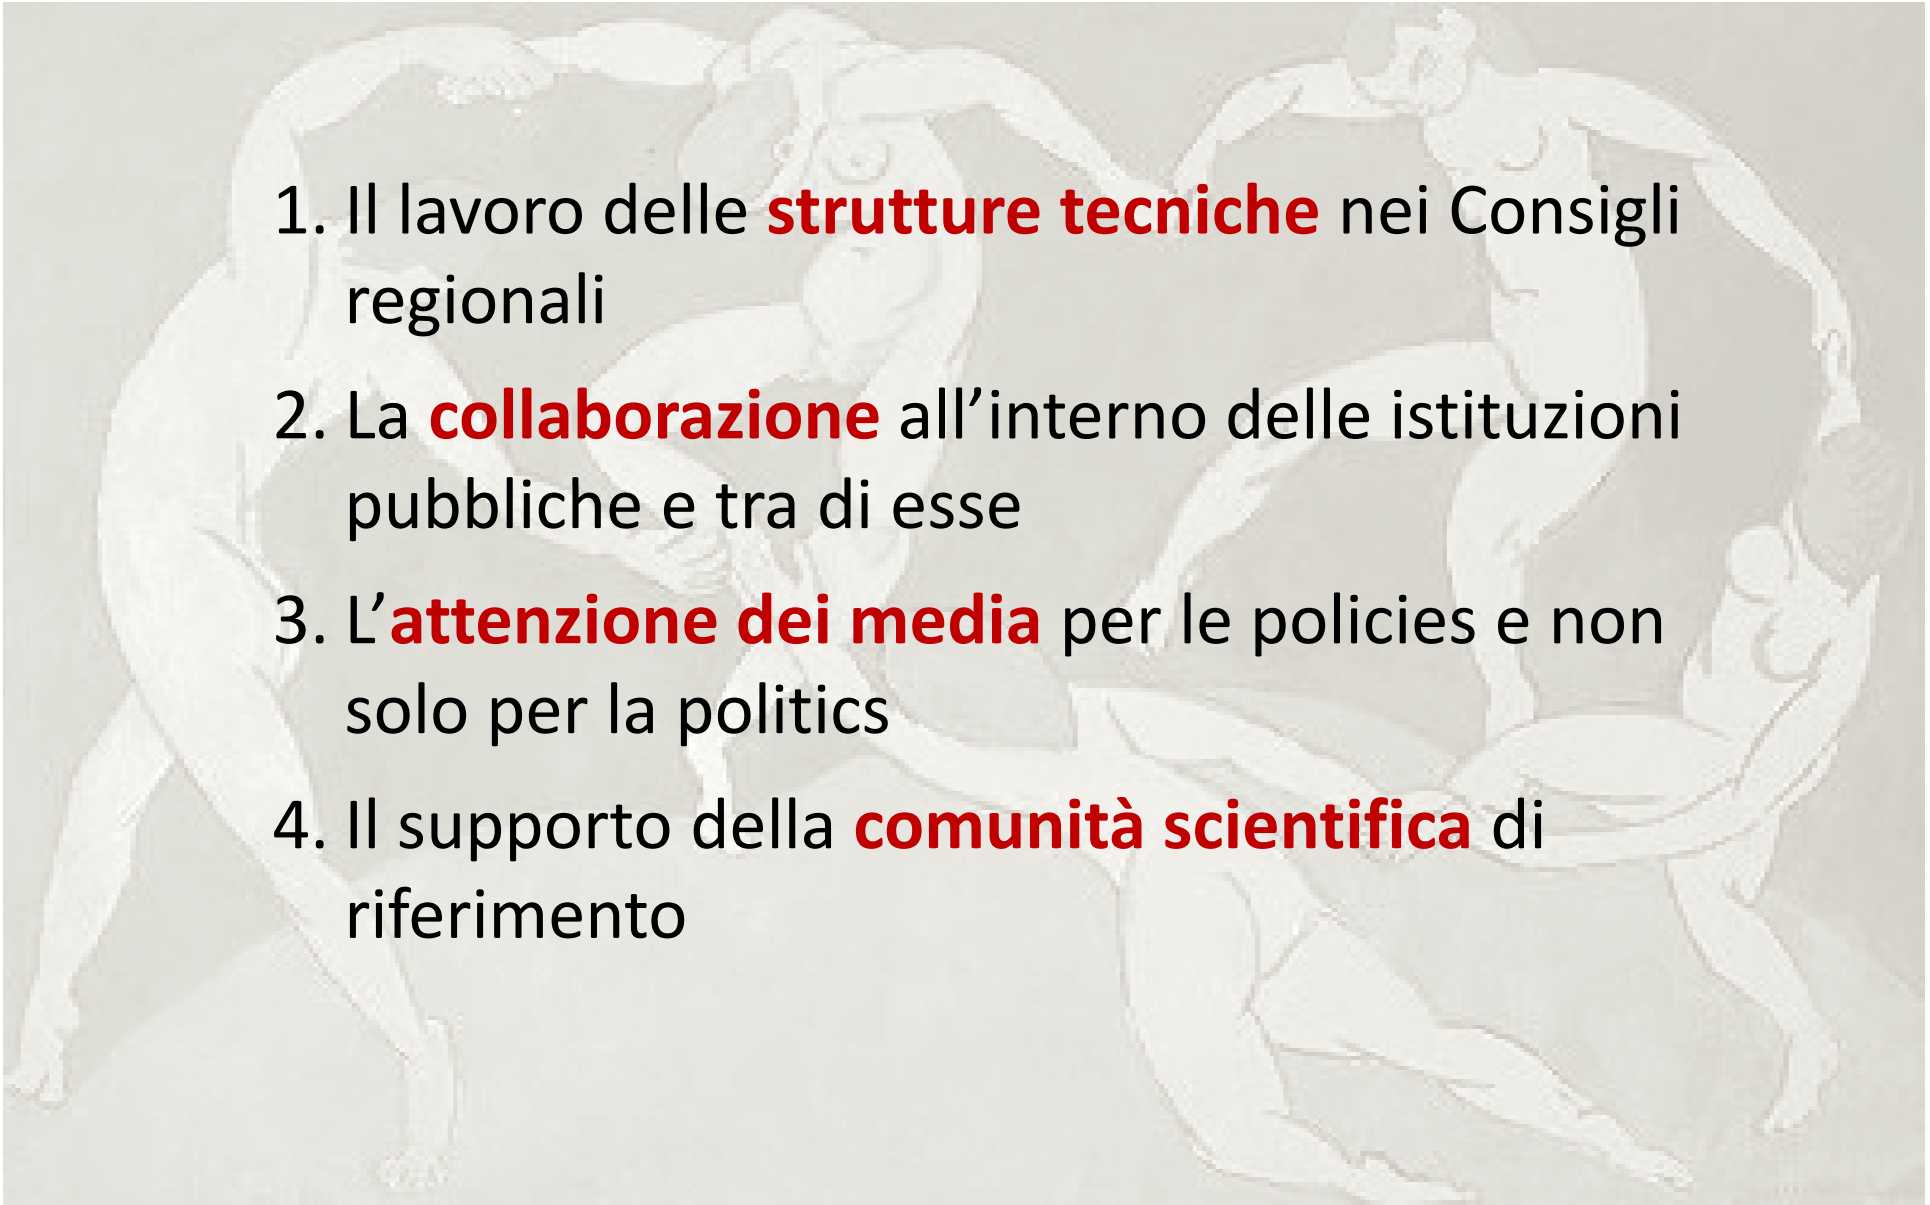 1. Il lavoro delle strutture tecniche nei Consigli
regionali
2. La collaborazione all’interno delle istituzioni
pubbliche e tra di esse
3. L’attenzione dei media per le policies e non
solo per la politics
4. Il supporto della comunità scientifica di
riferimento